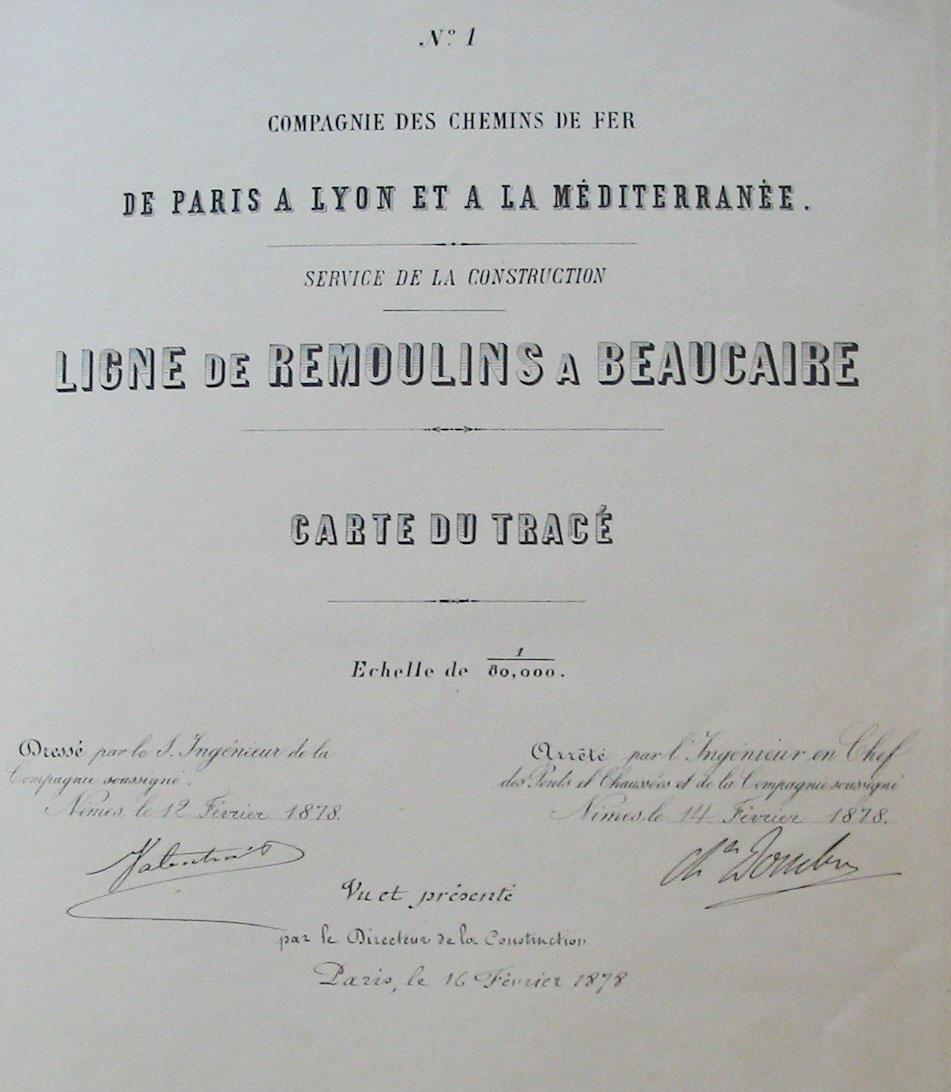 N° 1
COMPAGNIE DES CHEMINS DE FER
DE PARIS A LYON ET A LA MÉDITERRANÉE.
SERVICE DE LA CONSTRUCTION
LIGNE DE REMOULINS A BEAUCAIRE
CARTE DU TRACÉ
Echelle de 1/80,000.
Dressé par le S. Ingénieur de la
Compagnie soussigné.
Nîmes, le 12 Février 1878.
Arrêté par l'Ingénieur en Chef
des Ponts et Chaussées et de la Compagnie soussigné
Nîmes, le 14 Février 1878.
Vu et présenté
par le Directeur de la Construction
Paris, le 16 Février 1878